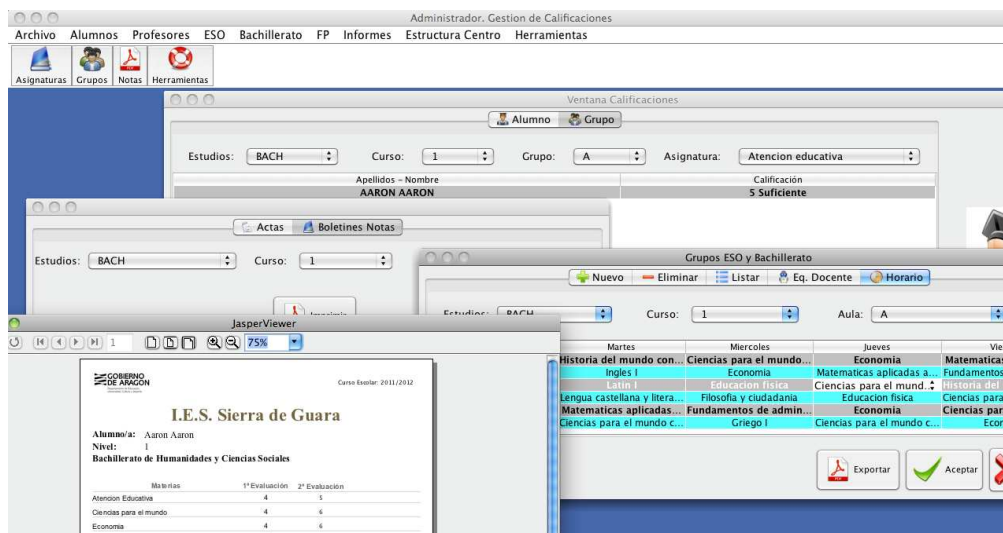 Administrador. Gestion de Calificaciones
Archivo Alumnos Profesores ESO Bachillerato FP Informes Estructura Centro Herramientas
Asignaturas Grupos Notas Herramientas
Ventana Calificaciones
Alumno Grupo
Estudios: BACH Curso: 1 Grupo: A Asignatura: Atencion educativa
Apellidos - Nombre Calificación
AARON AARON 5 Suficiente
Actas Boletines Notas
Estudios: BACH Curso: 1
Grupos ESO y Bachillerato
Nuevo Eliminar Listar Eq. Docente Horario
Estudios: BACH Curso: 1 Aula: A
Martes Miercoles Jueves Vie
Historia del mundo con... Ciencias para el mundo... Economia Matematicas
Ingles I Economia Matematicas aplicadas a... Fundamentos
Latin I Educacion fisica Ciencias para el mund... Historia del
Lengua castellana y litera... Filosofia y ciudadania Educacion fisica Ciencias para
Matematicas aplicadas... Fundamentos de admin... Economia Ciencias par
Ciencias para el mundo c... Griego I Ciencias para el mundo c... Econ
Exportar Aceptar
JasperViewer
1 75%
GOBIERNO
DE ARAGON
Curso Escolar: 2011/2012
I.E.S. Sierra de Guara
Alumno/a: Aaron Aaron
Nivel: 1
Bachillerato de Humanidades y Ciencias Sociales
Materias 1ª Evaluación 2ª Evaluación
Atencion Educativa 4 5
Ciencias para el mundo 4 6
Economia 4 6